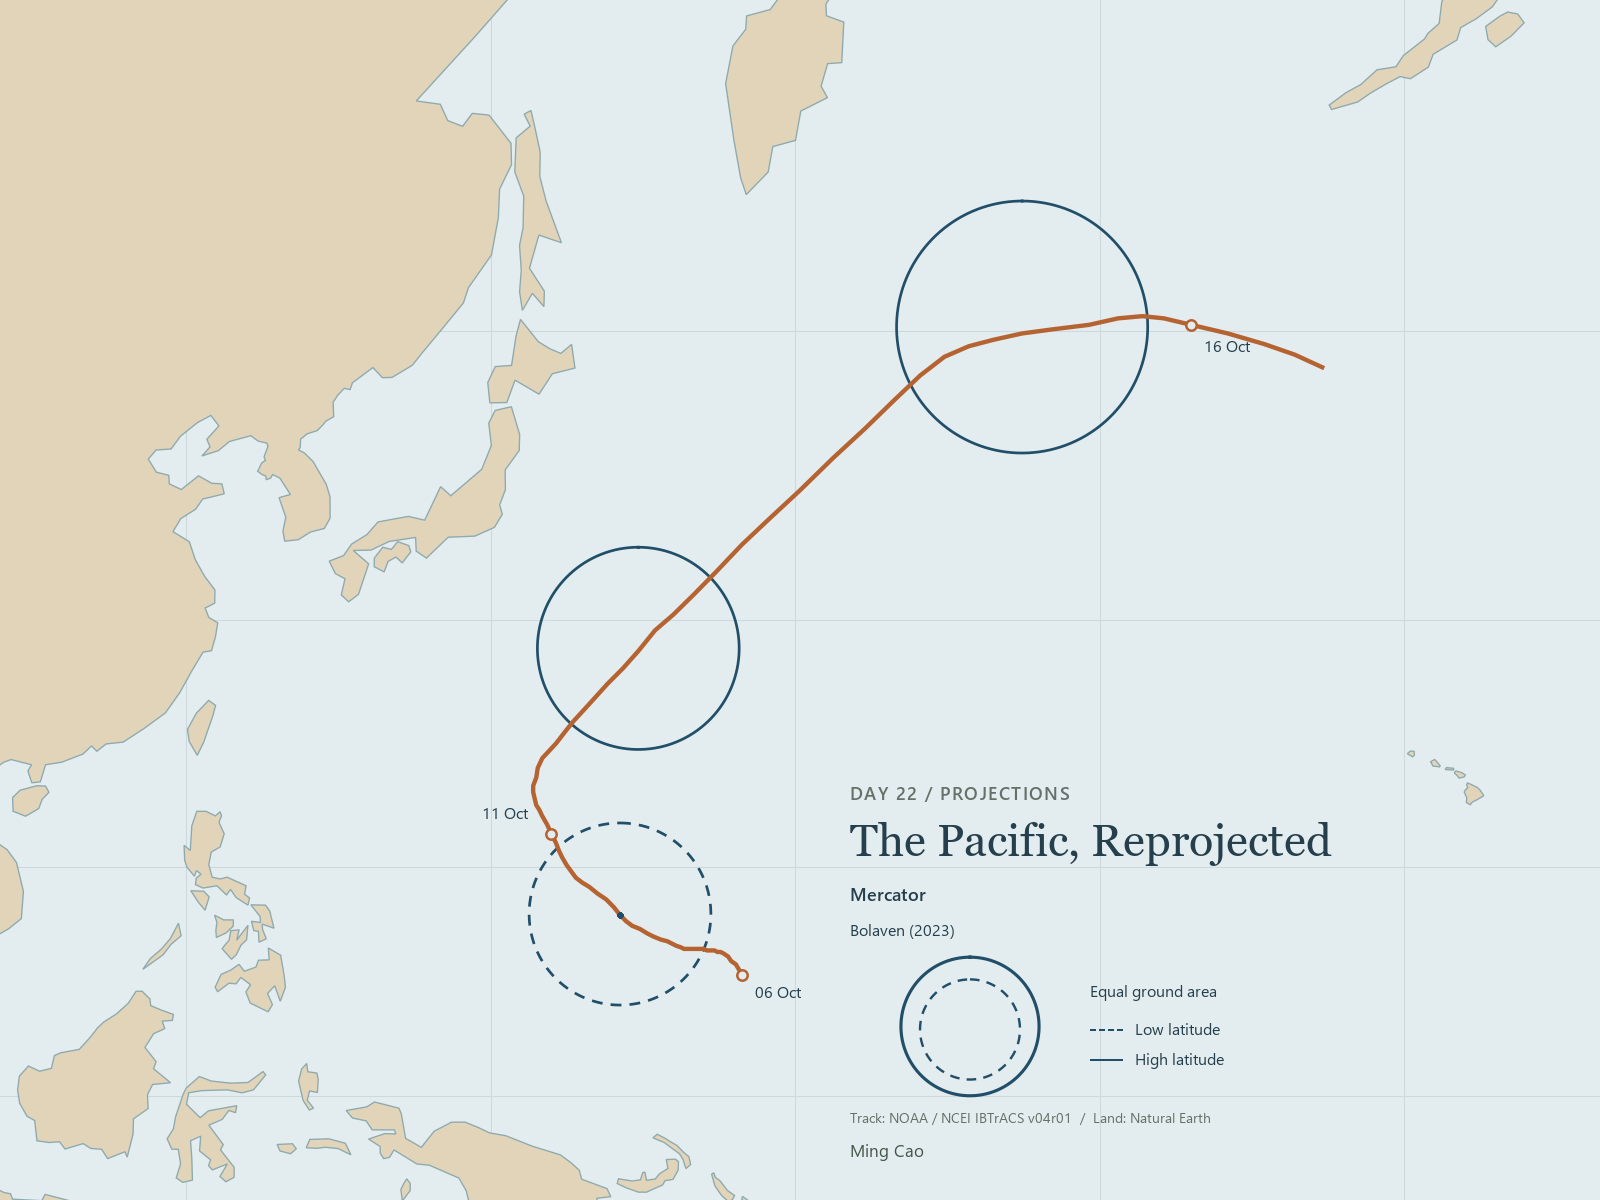 16 Oct
11 Oct
06 Oct
DAY 22 / PROJECTIONS
The Pacific, Reprojected
Mercator
Bolaven (2023)
Equal ground area
Low latitude
High latitude
Track: NOAA / NCEI IBTrACS v04r01 / Land: Natural Earth
Ming Cao